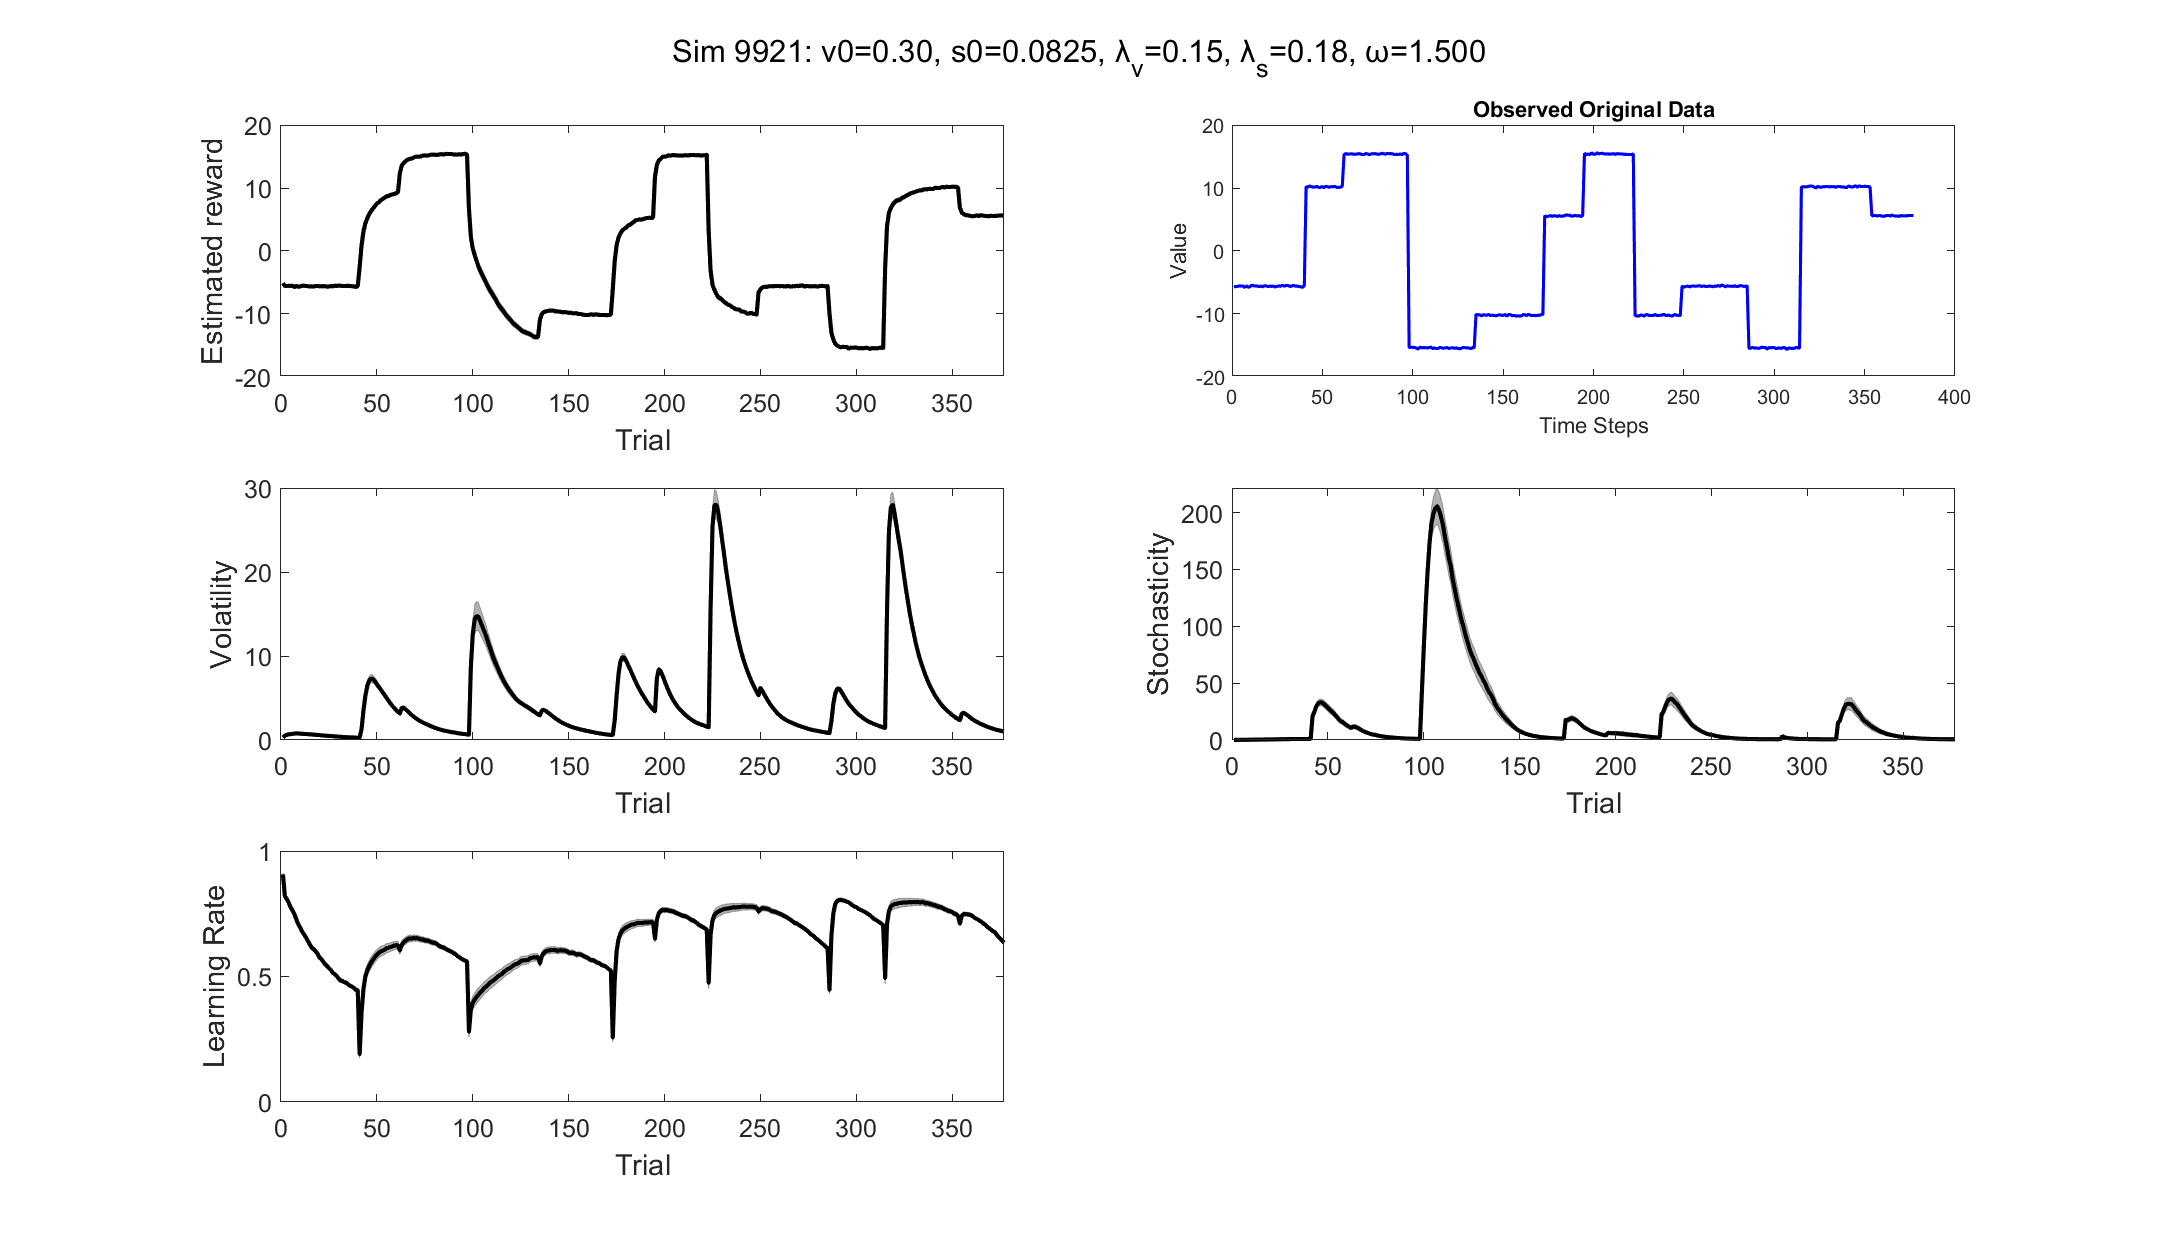 Sim 9921: v0=0.30, s0=0.0825, λ_v=0.15, λ_s=0.18, ω=1.500
Estimated reward
20
10
0
-10
-20
0 50 100 150 200 250 300 350
Trial
Observed Original Data
Value
20
10
0
-10
-20
0 50 100 150 200 250 300 350 400
Time Steps
Volatility
30
20
10
0
0 50 100 150 200 250 300 350
Trial
Stochasticity
200
150
100
50
0
0 50 100 150 200 250 300 350
Trial
Learning Rate
1
0.5
0
0 50 100 150 200 250 300 350
Trial